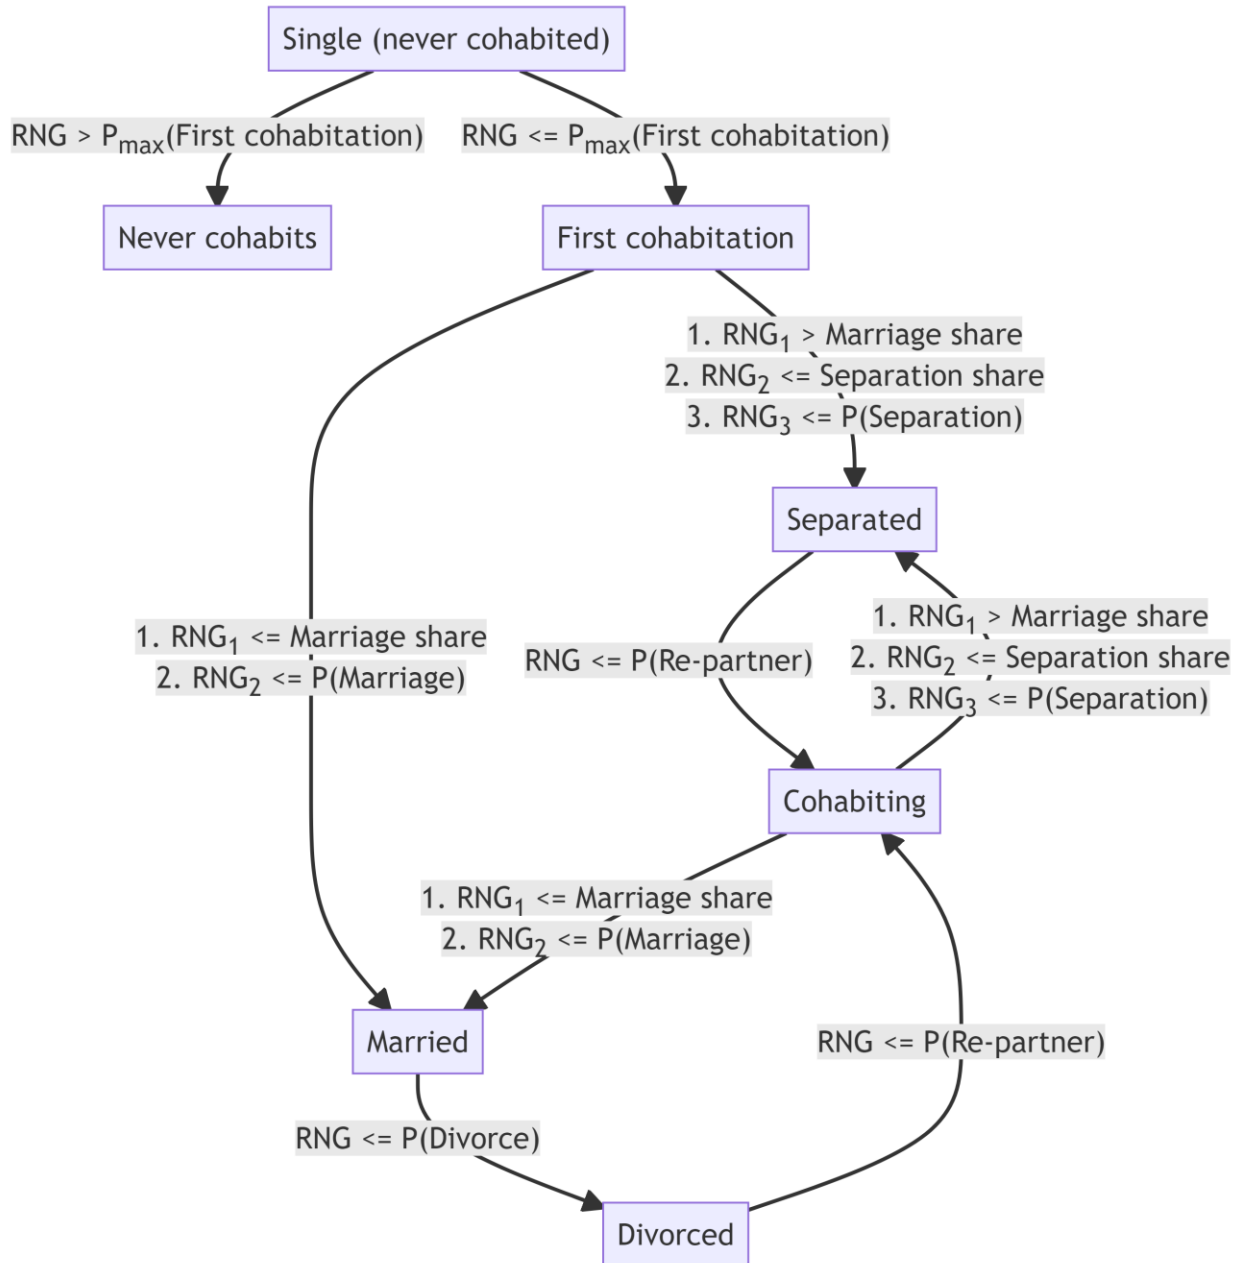 Single (never cohabited)
RNG > Pmax(First cohabitation)
RNG <= Pmax(First cohabitation)
Never cohabits
First cohabitation
1. RNG1 > Marriage share
2. RNG2 <= Separation share
3. RNG3 <= P(Separation)
Separated
1. RNG1 <= Marriage share
2. RNG2 <= P(Marriage)
RNG <= P(Re-partner)
1. RNG1 > Marriage share
2. RNG2 <= Separation share
3. RNG3 <= P(Separation)
Cohabiting
1. RNG1 <= Marriage share
2. RNG2 <= P(Marriage)
Married
RNG <= P(Re-partner)
RNG <= P(Divorce)
Divorced